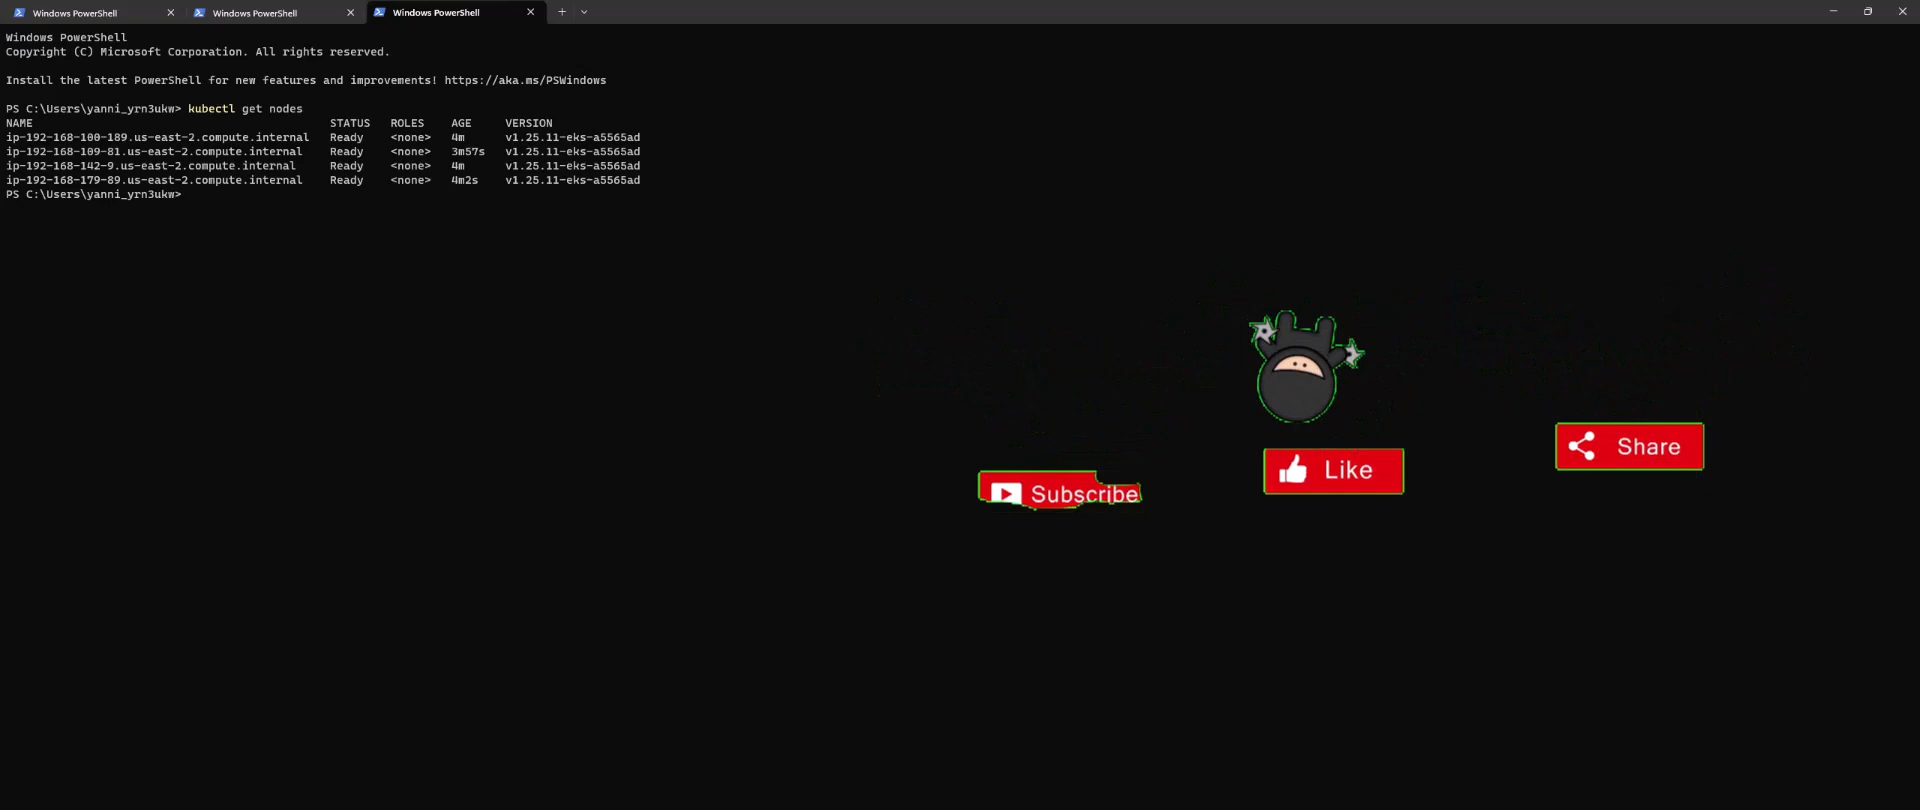 Windows PowerShell
Windows PowerShell
Windows PowerShell
Windows PowerShell
Copyright (C) Microsoft Corporation. All rights reserved.
Install the latest PowerShell for new features and improvements! https://aka.ms/PSWindows
PS C:\Users\yanni_yrn3ukw> kubectl get nodes
NAME STATUS ROLES AGE VERSION
ip-192-168-100-189.us-east-2.compute.internal Ready <none> 4m v1.25.11-eks-a5565ad
ip-192-168-109-81.us-east-2.compute.internal Ready <none> 3m57s v1.25.11-eks-a5565ad
ip-192-168-142-9.us-east-2.compute.internal Ready <none> 4m v1.25.11-eks-a5565ad
ip-192-168-179-89.us-east-2.compute.internal Ready <none> 4m2s v1.25.11-eks-a5565ad
PS C:\Users\yanni_yrn3ukw>
Share
Like
Subscribe